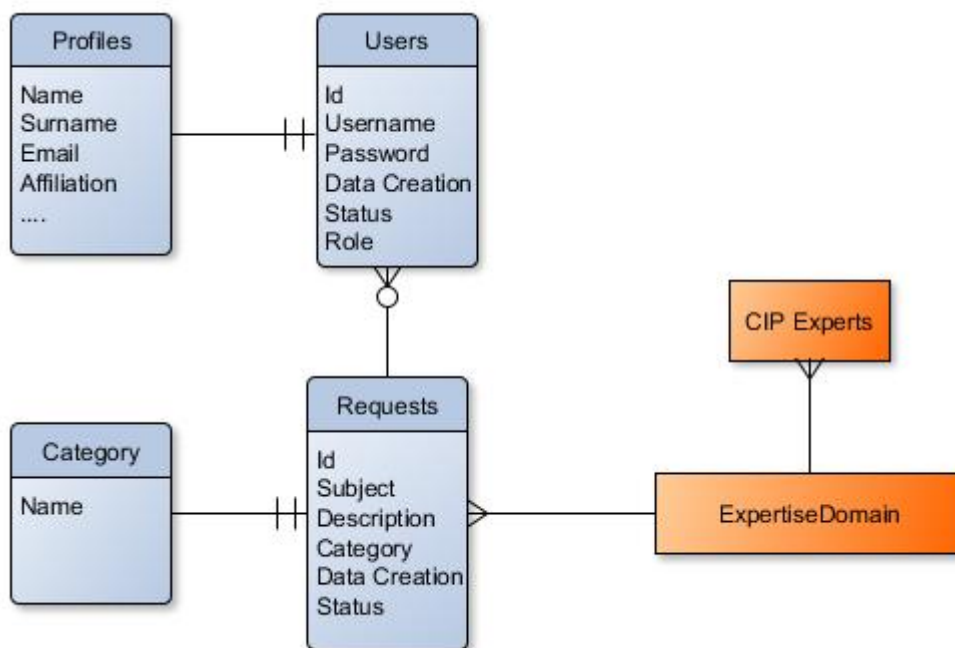 Profiles
Name
Surname
Email
Affiliation
....
Users
Id
Username
Password
Data Creation
Status
Role
CIP Experts
Category
Name
Requests
Id
Subject
Description
Category
Data Creation
Status
ExpertiseDomain